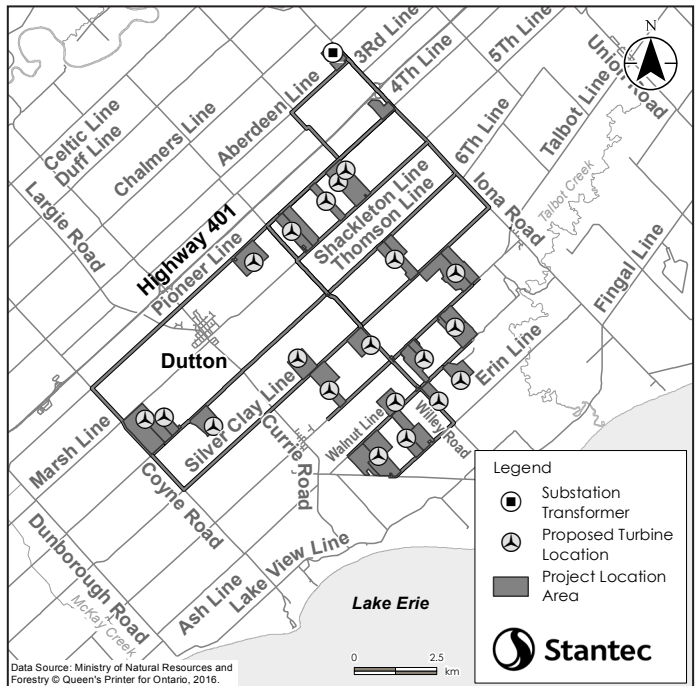 N
3Rd Line
4Th Line
5Th Line
Union Road
Aberdeen Line
6Th Line
Talbot Line
Celtic Line
Duff Line
Chalmers Line
Largie Road
Highway 401
Pioneer Line
Shackleton Line
Thomson Line
Iona Road
Talbot Creek
Fingal Line
Dutton
Erin Line
Silver Clay Line
Walnut Line
Willey Road
Marsh Line
Currie Road
Coyne Road
Dunborough Road
McKay Creek
Ash Line
Lake View Line
Lake Erie
0 2.5
km
Legend
Substation
Transformer
Proposed Turbine
Location
Project Location
Area
Stantec
Data Source: Ministry of Natural Resources and
Forestry © Queen's Printer for Ontario, 2016.